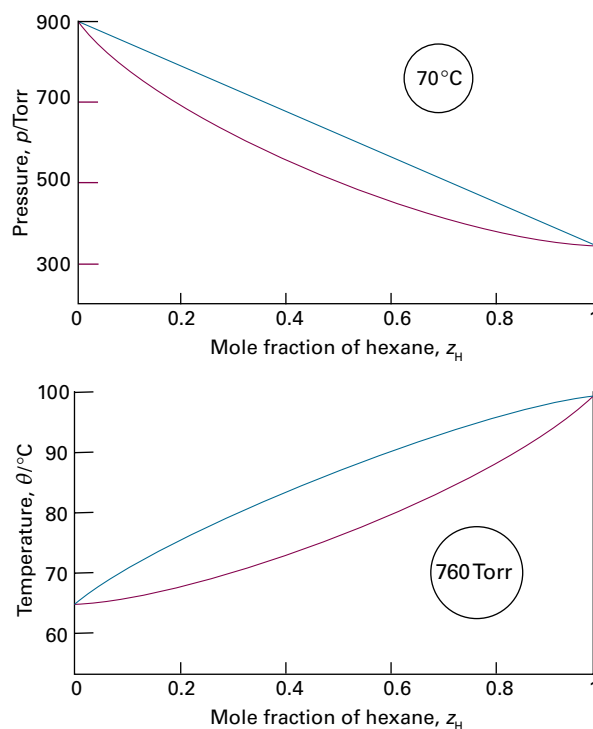 900
70°C
700
Pressure, p/Torr
500
300
0 0.2 0.4 0.6 0.8 1
Mole fraction of hexane, zH
100
90
Temperature, θ/°C
80
70
760 Torr
60
0 0.2 0.4 0.6 0.8 1
Mole fraction of hexane, zH